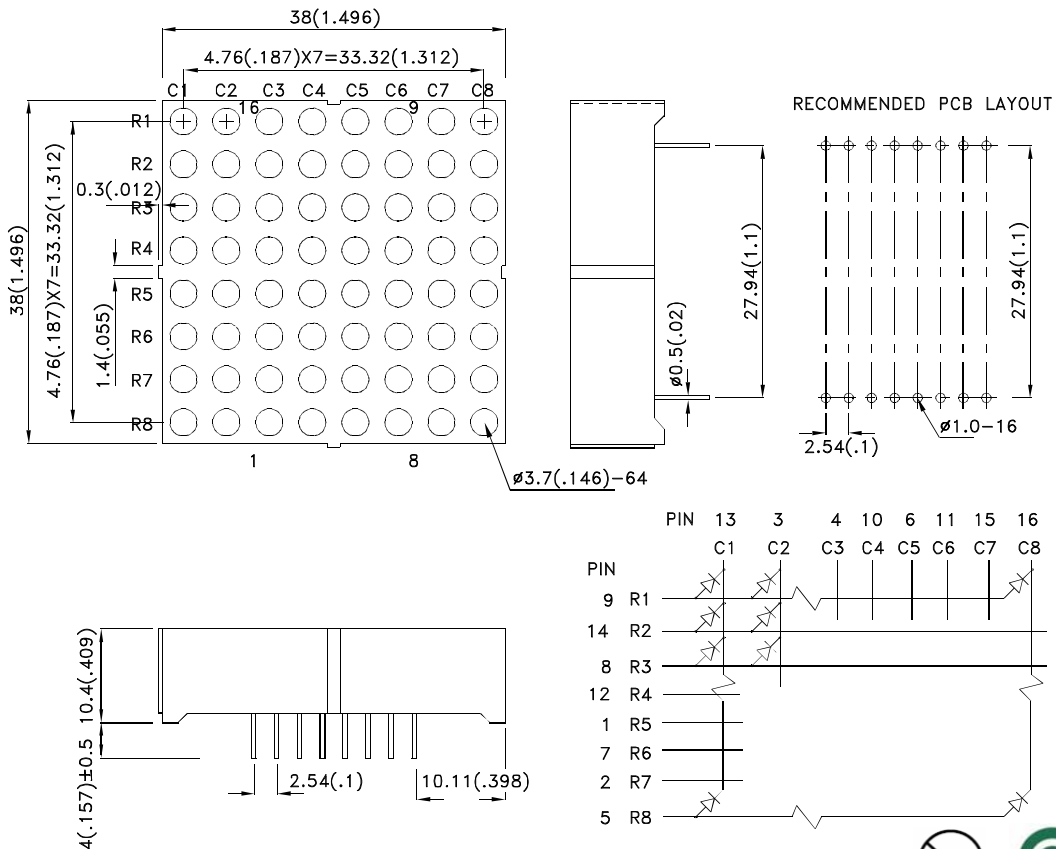 38(1.496)
4.76(.187)X7=33.32(1.312)
C1 C2 C3 C4 C5 C6 C7 C8
16 9
R1
R2
R3
R4
R5
R6
R7
R8
0.3(.012)
38(1.496)
4.76(.187)X7=33.32(1.312)
1.4(.055)
1 8
ø3.7(.146)-64
27.94(1.1)
ø0.5(.02)
RECOMMENDED PCB LAYOUT
27.94(1.1)
ø1.0-16
2.54(.1)
10.4(.409)
4(.157)±0.5
2.54(.1)
10.11(.398)
PIN 13 3 4 10 6 11 15 16
C1 C2 C3 C4 C5 C6 C7 C8
PIN
9 R1
14 R2
8 R3
12 R4
1 R5
7 R6
2 R7
5 R8